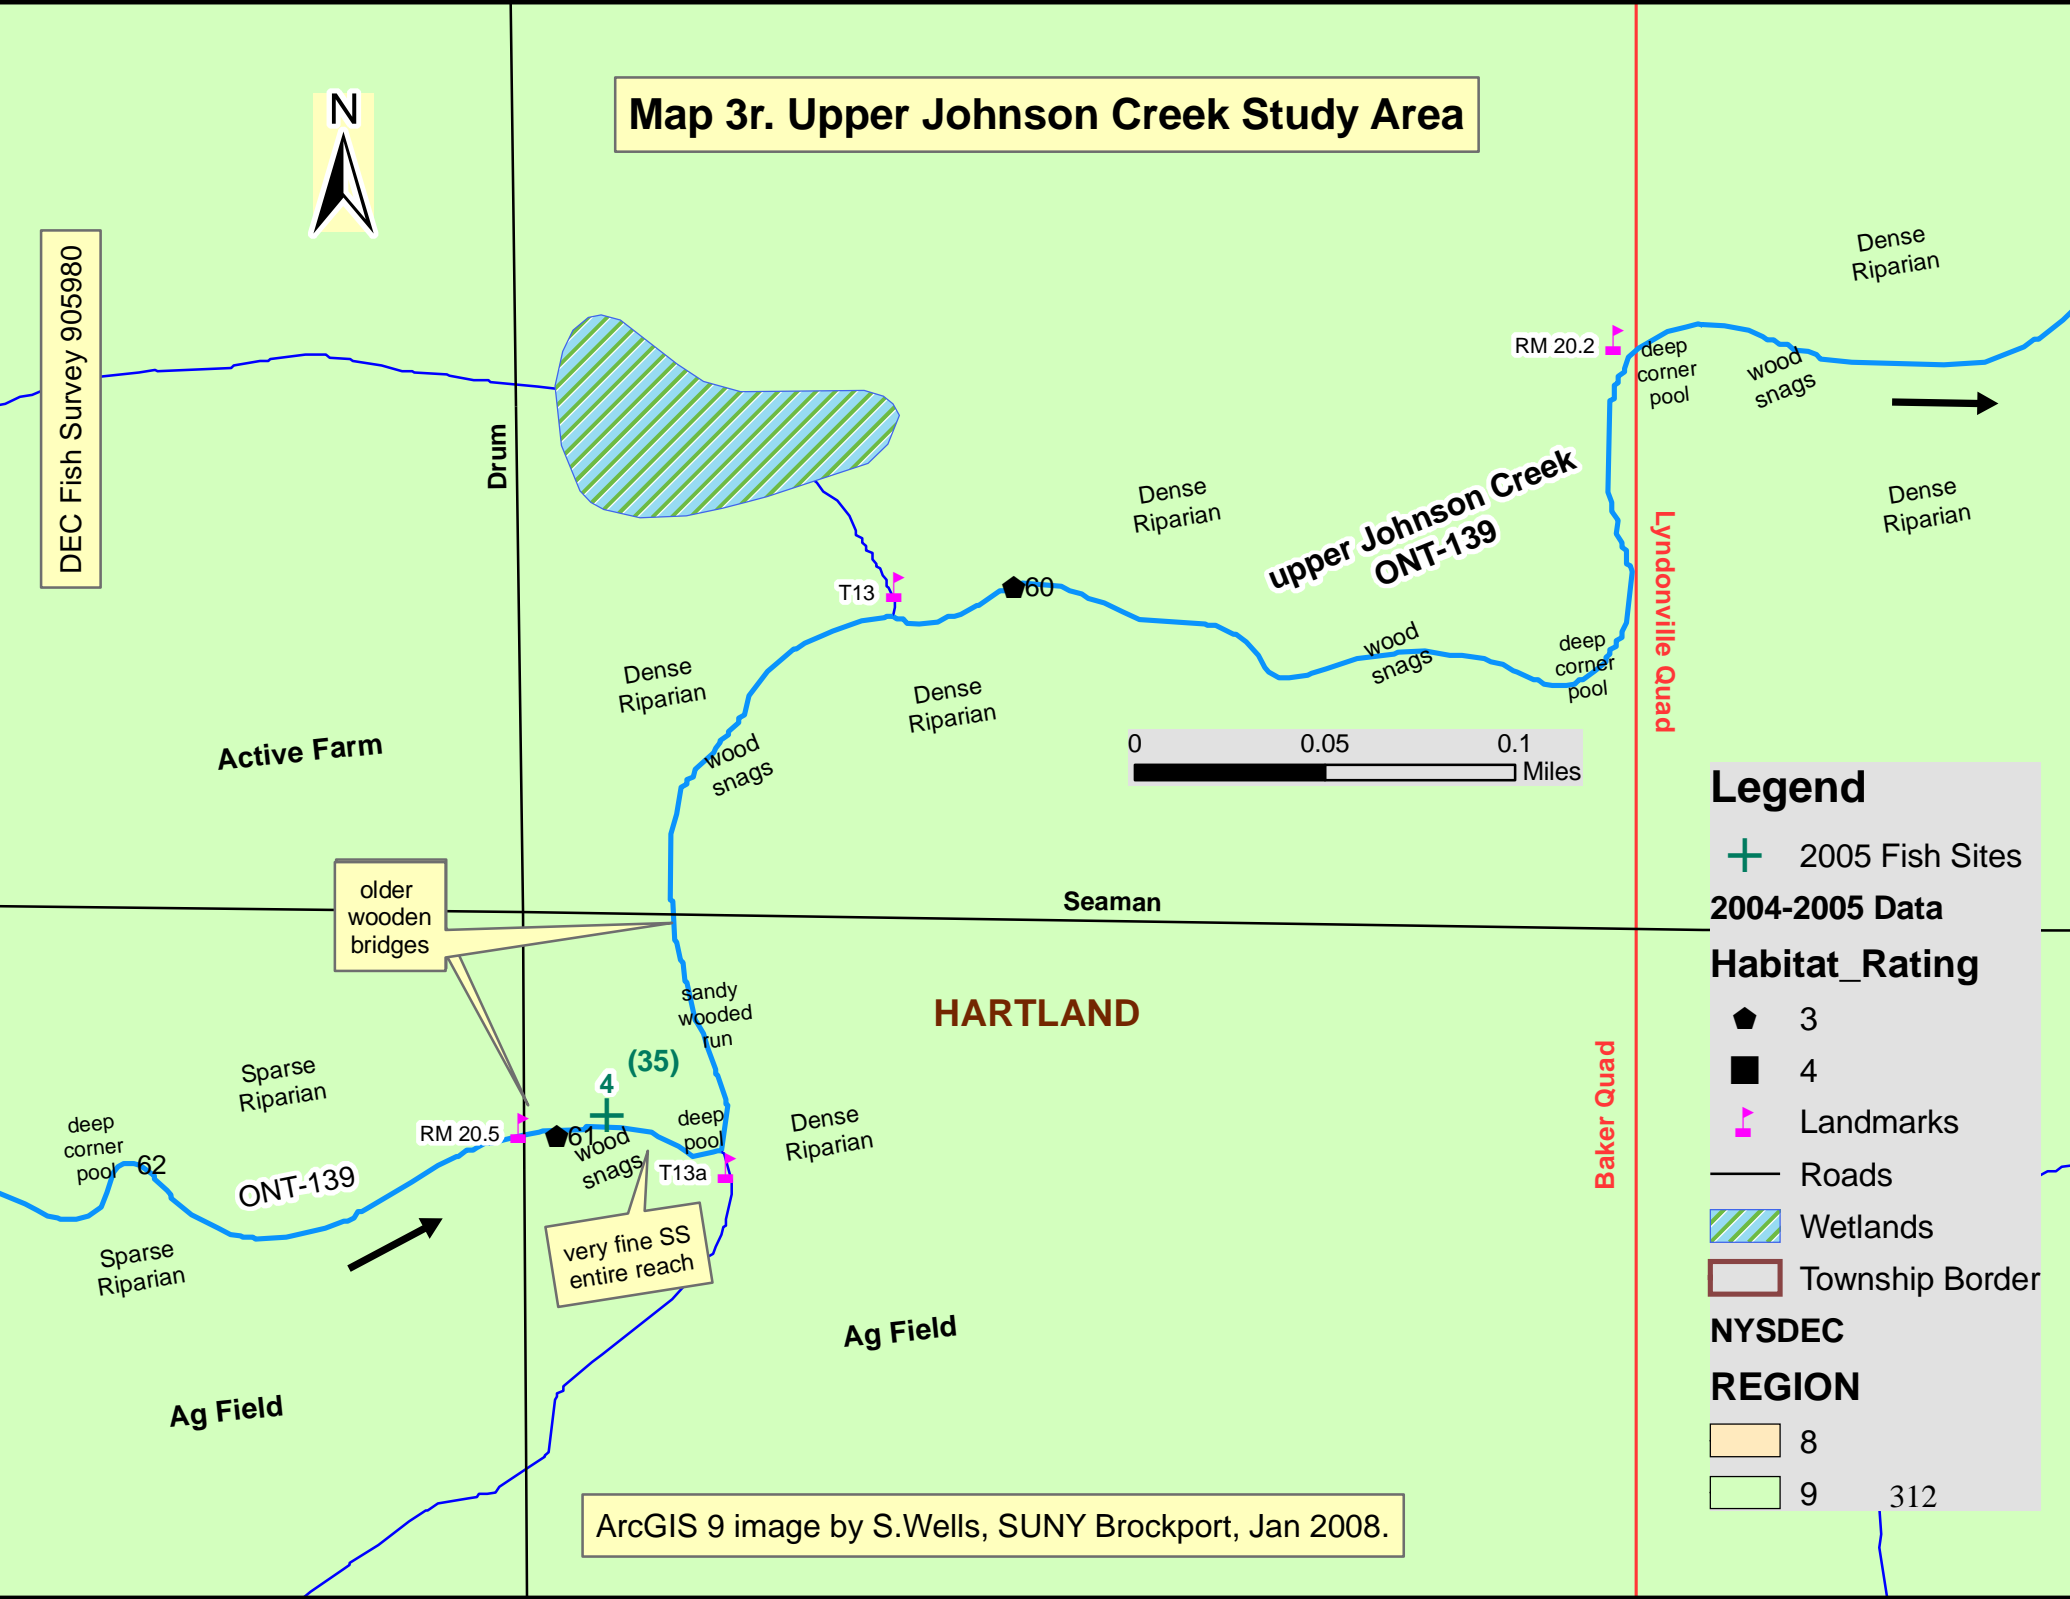 Map 3r. Upper Johnson Creek Study Area
N
DEC Fish Survey 905980
Dense
Riparian
RM 20.2
deep
corner
pool
wood
snags
Drum
Dense
Riparian
upper Johnson Creek
ONT-139
Dense
Riparian
Lyndonville Quad
T13
60
wood
snags
deep
corner
pool
Dense
Riparian
Dense
Riparian
wood
snags
Active Farm
0 0.05 0.1
Miles
older
wooden
bridges
Seaman
sandy
wooded
run
HARTLAND
(35)
4
Sparse
Riparian
deep
corner
pool
62
RM 20.5
61
wood
snags
deep
pool
Dense
Riparian
T13a
ONT-139
Baker Quad
Sparse
Riparian
very fine SS
entire reach
Ag Field
Ag Field
ArcGIS 9 image by S.Wells, SUNY Brockport, Jan 2008.
Legend
2005 Fish Sites
2004-2005 Data
Habitat_Rating
3
4
Landmarks
Roads
Wetlands
Township Border
NYSDEC
REGION
8
9
312